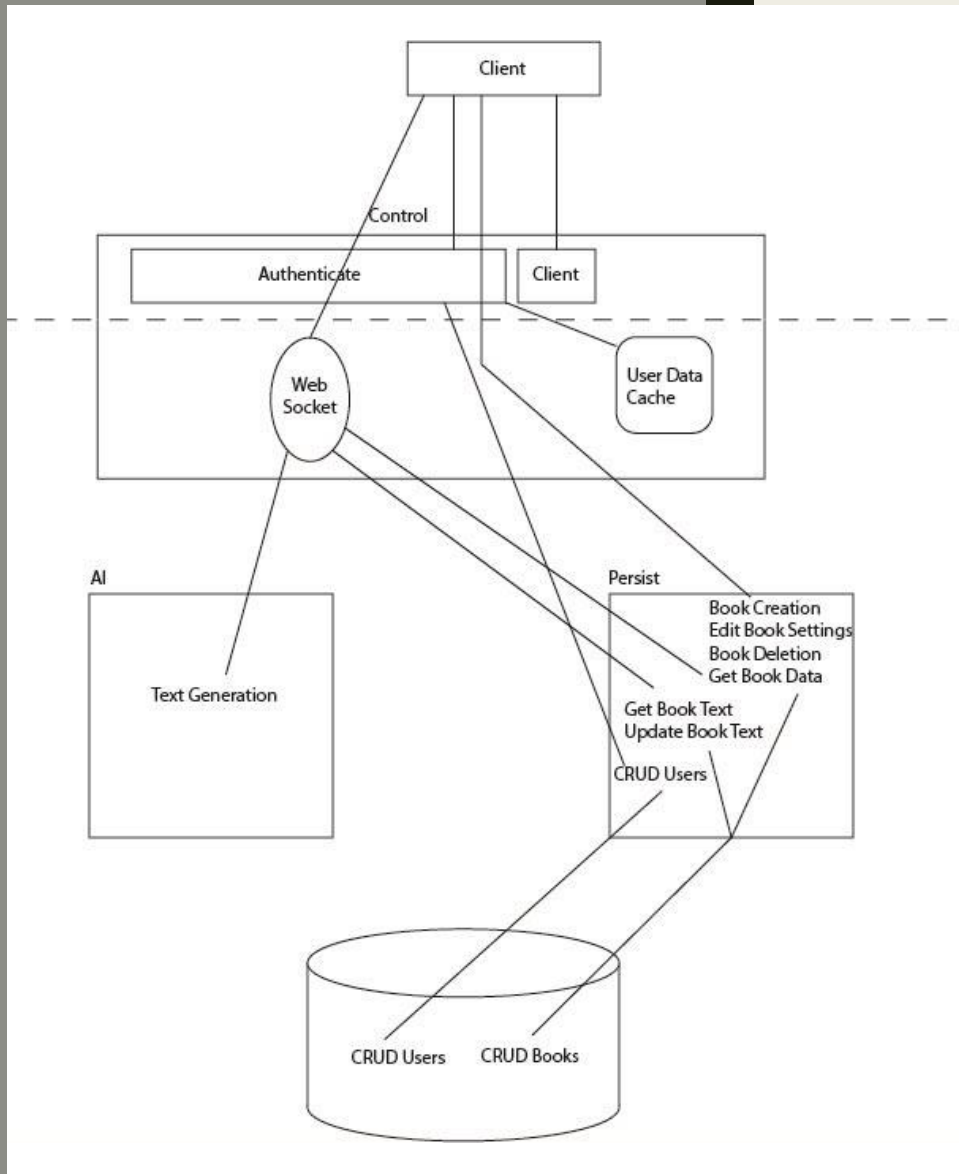 Client
Control
Authenticate
Client
Web
Socket
User Data
Cache
AI
Persist
Book Creation
Edit Book Settings
Book Deletion
Get Book Data
Text Generation
Get Book Text
Update Book Text
CRUD Users
CRUD Users
CRUD Books